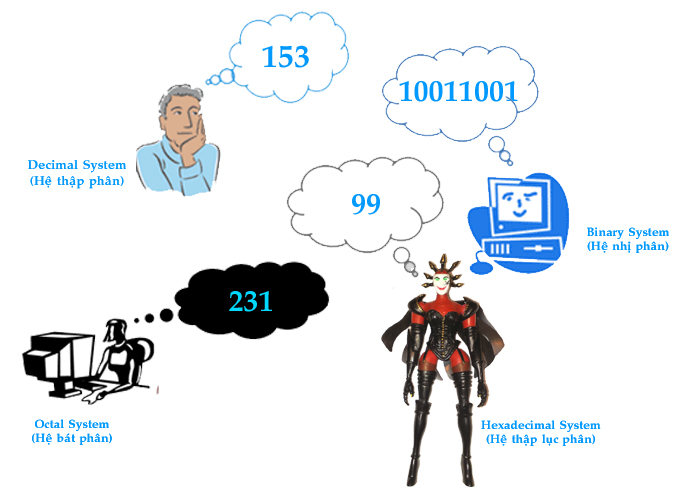 153
10011001
Decimal System
(Hệ thập phân)
99
Binary System
(Hệ nhị phân)
231
Octal System
(Hệ bát phân)
Hexadecimal System
(Hệ thập lục phân)